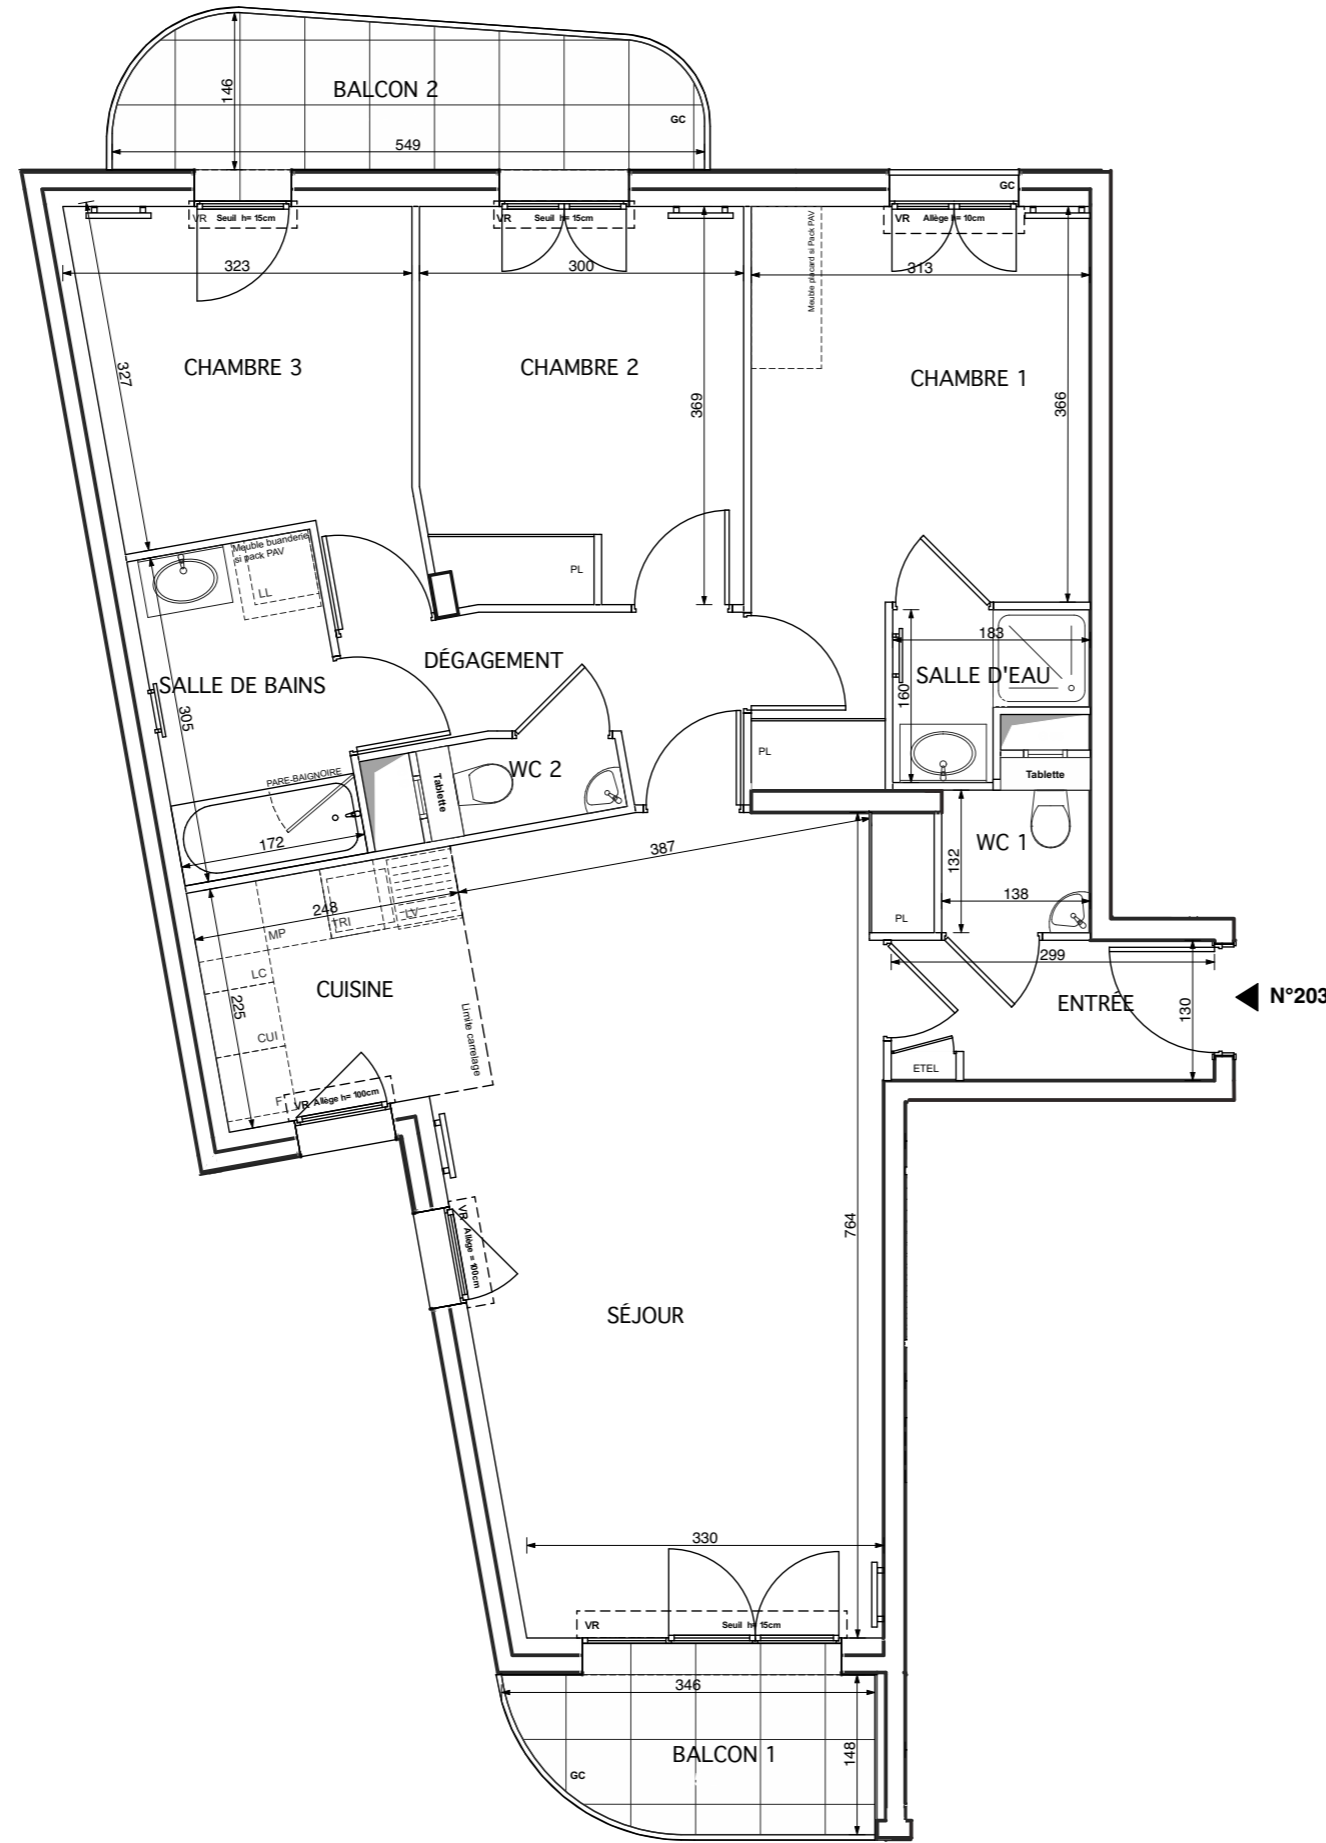 BALCON 2
146
GC
549
GC
VR Seuil h= 15cm
VR Seuil h= 15cm
VR Allège h= 10cm
323
300
313
Meuble placard si Pack PAV
CHAMBRE 3
CHAMBRE 2
CHAMBRE 1
327
369
366
Meuble buanderie
si pack PAV
LL
PL
183
DÉGAGEMENT
SALLE DE BAINS
SALLE D'EAU
160
305
PL
WC 2
Tablette
Tablette
PARE-BAIGNOIRE
172
387
WC 1
132
138
248
TRI
LV
MP
PL
LC
299
CUISINE
225
ENTRÉE
130
N°203
Limite carrelage
CUI
ETEL
F
VR Allège h= 100cm
VR Allège = 100cm
764
SÉJOUR
330
VR
Seuil h= 15cm
346
BALCON 1
148
GC